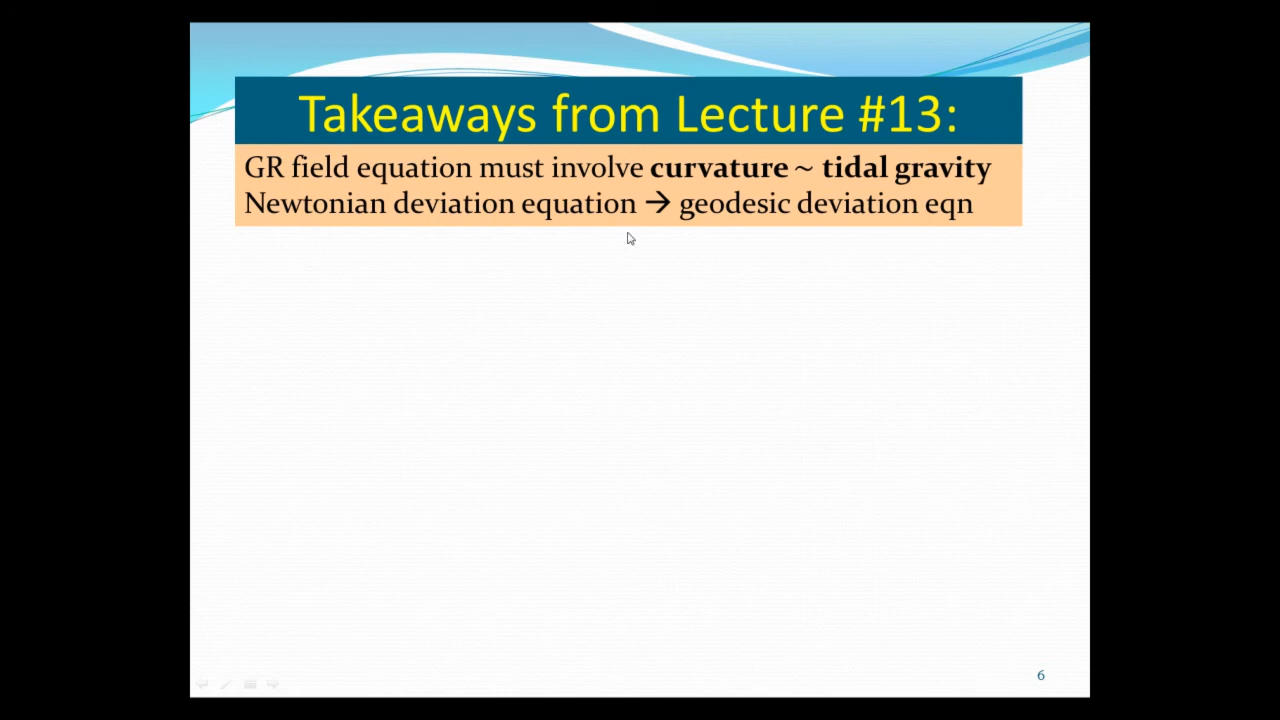 Takeaways from Lecture #13:
GR field equation must involve curvature ~ tidal gravity
Newtonian deviation equation → geodesic deviation eqn
6